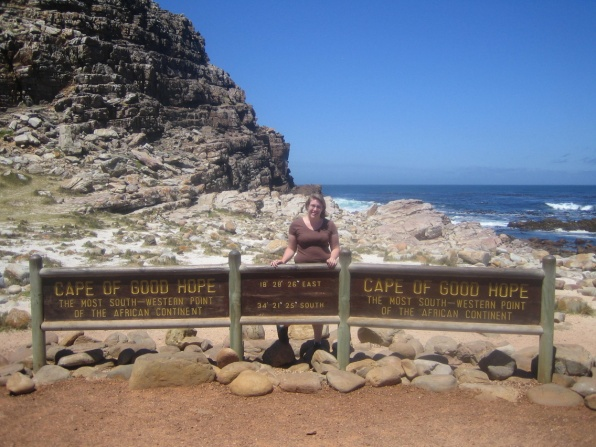 CAPE OF GOOD HOPE
THE MOST SOUTH-WESTERN POINT
OF THE AFRICAN CONTINENT
18° 28' 26" EAST
34° 21' 25" SOUTH
CAPE OF GOOD HOPE
THE MOST SOUTH-WESTERN POINT
OF THE AFRICAN CONTINENT